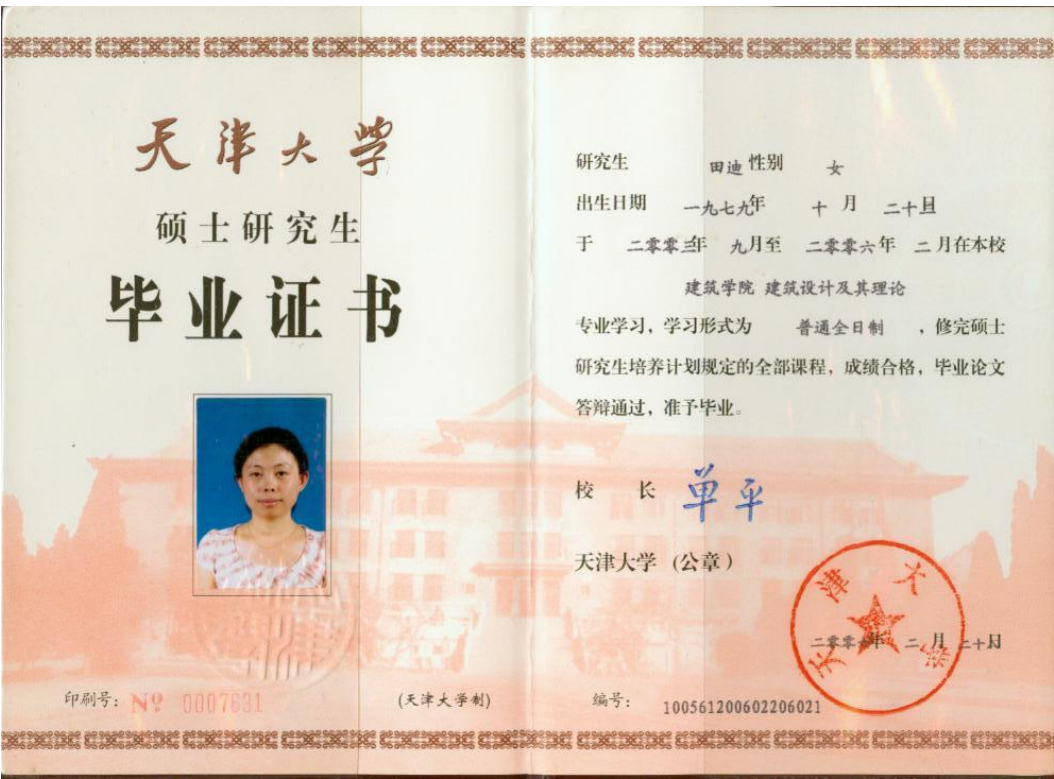 天津大学
硕士研究生
毕业证书
印刷号：№ 0007631
(天津大学制)
研究生 田迪 性别 女
出生日期 一九七九年 十月 二十日
于 二零零三年 九月至 二零零六年 二月在本校
建筑学院 建筑设计及其理论
专业学习，学习形式为 普通全日制 ，修完硕士
研究生培养计划规定的全部课程，成绩合格，毕业论文
答辩通过，准予毕业。
校 长 单平
天津大学（公章）
天津大学
二零零六年 二月 二十日
编号： 100561200602206021